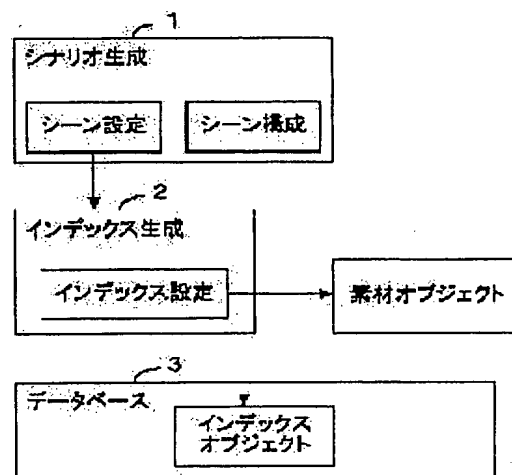 1
シナリオ生成
シーン設定
シーン構成
2
インデックス生成
インデックス設定
素材オブジェクト
3
データベース
インデックス
オブジェクト